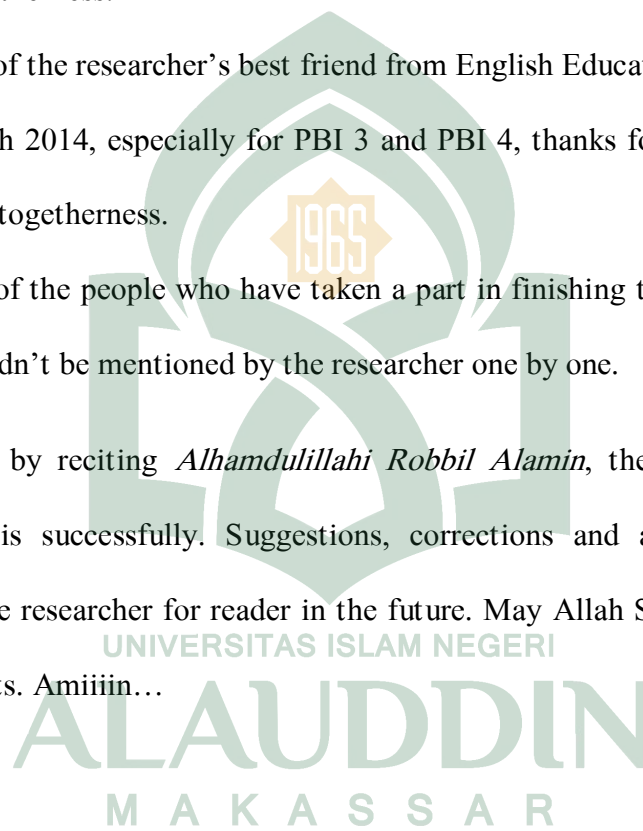 of the researcher’s best friend from English Educa
h 2014, especially for PBI 3 and PBI 4, thanks fo
togetherness.
1965
of the people who have taken a part in finishing t
dn’t be mentioned by the researcher one by one.
by reciting Alhamdulillahi Robbil Alamin, the
is successfully. Suggestions, corrections and a
e researcher for reader in the future. May Allah S
UNIVERSITAS ISLAM NEGERI
ts. Amiiiin…
ALAUDDIN
MAKASSAR